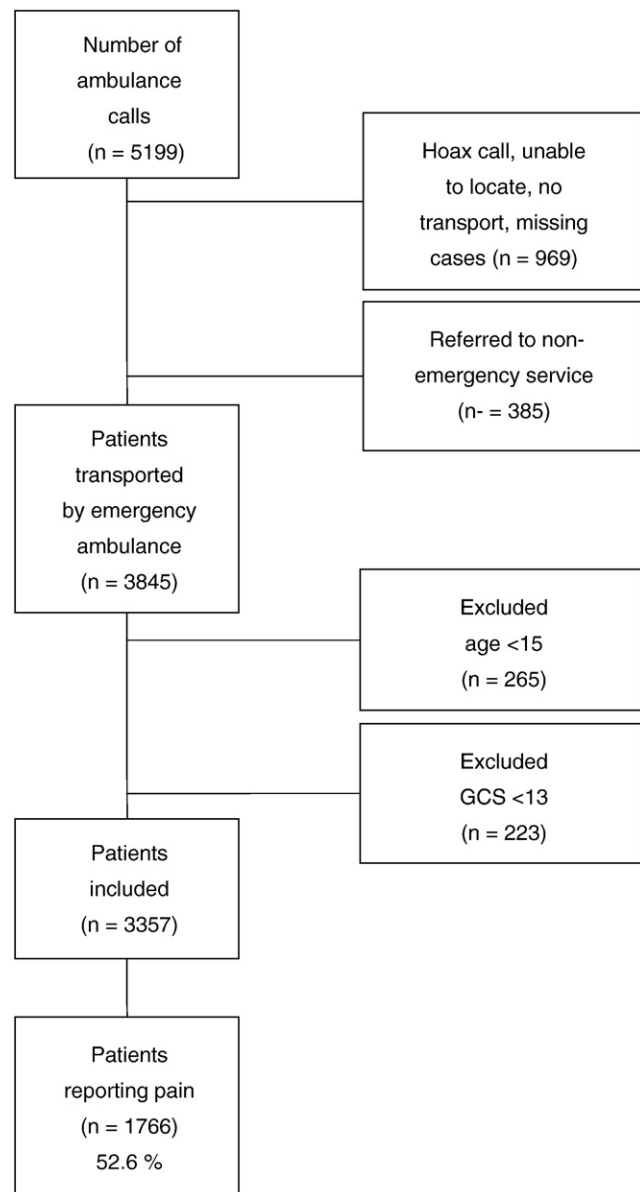 Number of
ambulance
calls
(n = 5199)
Hoax call, unable
to locate, no
transport, missing
cases (n = 969)
Referred to non-
emergency service
(n- = 385)
Patients
transported
by emergency
ambulance
(n = 3845)
Excluded
age <15
(n = 265)
Excluded
GCS <13
(n = 223)
Patients
included
(n = 3357)
Patients
reporting pain
(n = 1766)
52.6 %